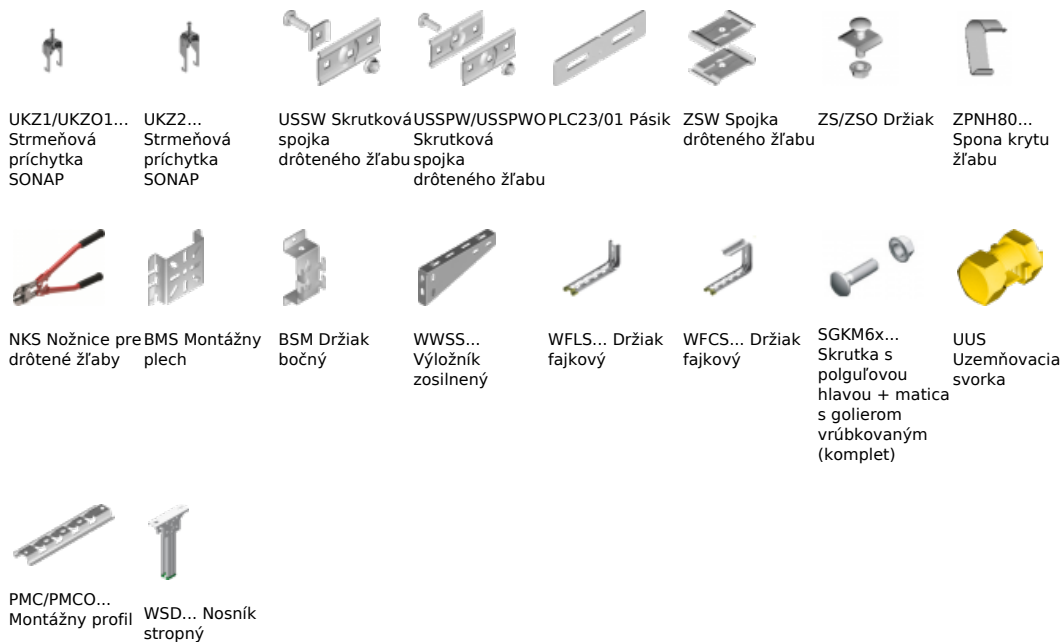 UKZ1/UKZO1...
Strmeňová
príchytka
SONAP
UKZ2...
Strmeňová
príchytka
SONAP
USSW Skrutková
spojka
drôteného žľabu
USSPW/USSPWO
Skrutková
spojka
drôteného žľabu
PLC23/01 Pásik
ZSW Spojka
drôteného žľabu
ZS/ZSO Držiak
ZPNH80...
Spona krytu
žľabu
NKS Nožnice pre
drôtené žľaby
BMS Montážny
plech
BSM Držiak
bočný
WWSS...
Výložník
zosilnený
WFLS... Držiak
fajkový
WFCS... Držiak
fajkový
SGKM6x...
Skrutka s
polguľovou
hlavou + matica
s golierom
vrúbkovaným
(komplet)
UUS
Uzemňovacia
svorka
PMC/PMCO...
Montážny profil
WSD... Nosník
stropný